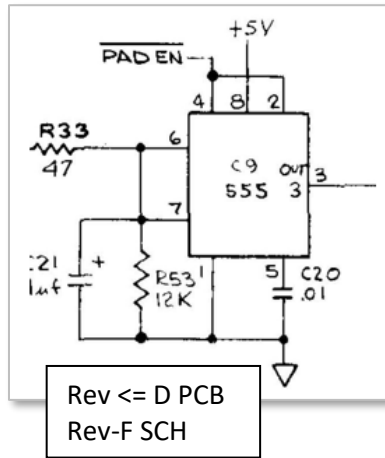 +5V
PAD EN
4 8 2
R33
47
6
C9
555
OUT
3
3
7
C21
1uf
+
R53
12K
1
5
C20
.01
Rev <= D PCB
Rev-F SCH